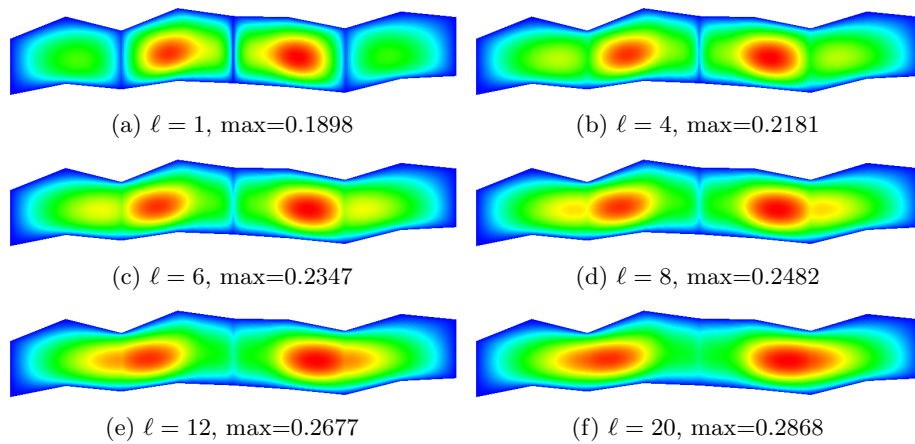 (a) ℓ = 1, max=0.1898
(b) ℓ = 4, max=0.2181
(c) ℓ = 6, max=0.2347
(d) ℓ = 8, max=0.2482
(e) ℓ = 12, max=0.2677
(f) ℓ = 20, max=0.2868